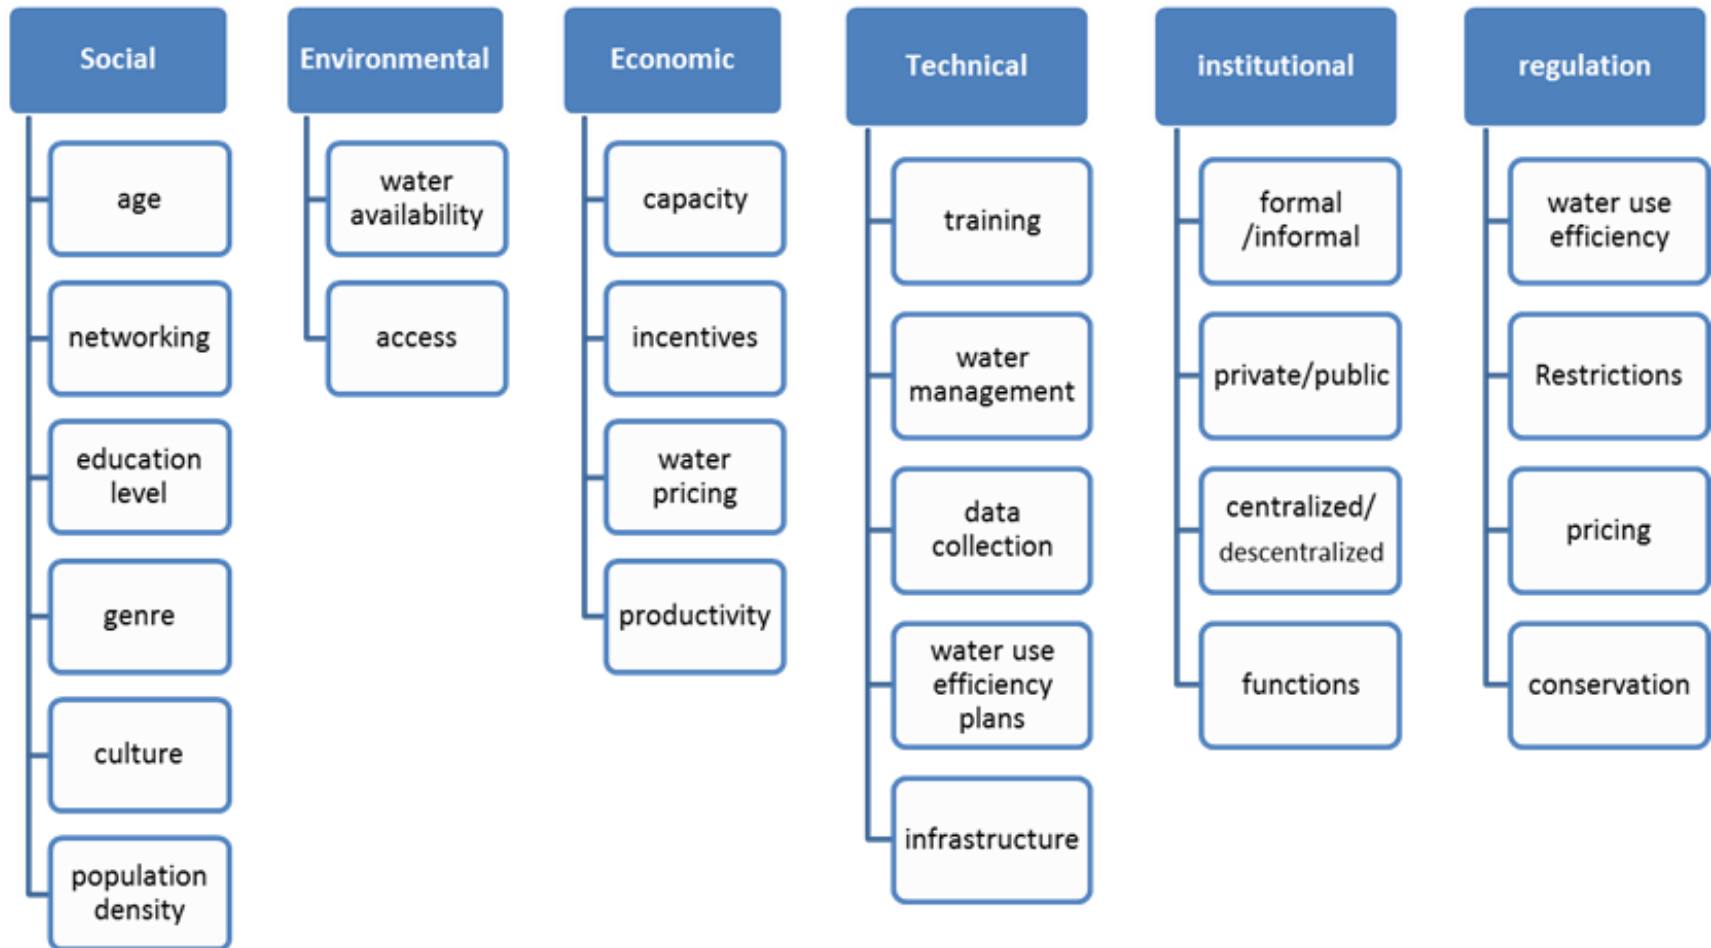 Social
age
networking
education
level
genre
culture
population
density
Environmental
water
availability
access
Economic
capacity
incentives
water
pricing
productivity
Technical
training
water
management
data
collection
water use
efficiency
plans
infrastructure
institutional
formal
/informal
private/public
centralized/
descentralized
functions
regulation
water use
efficiency
Restrictions
pricing
conservation